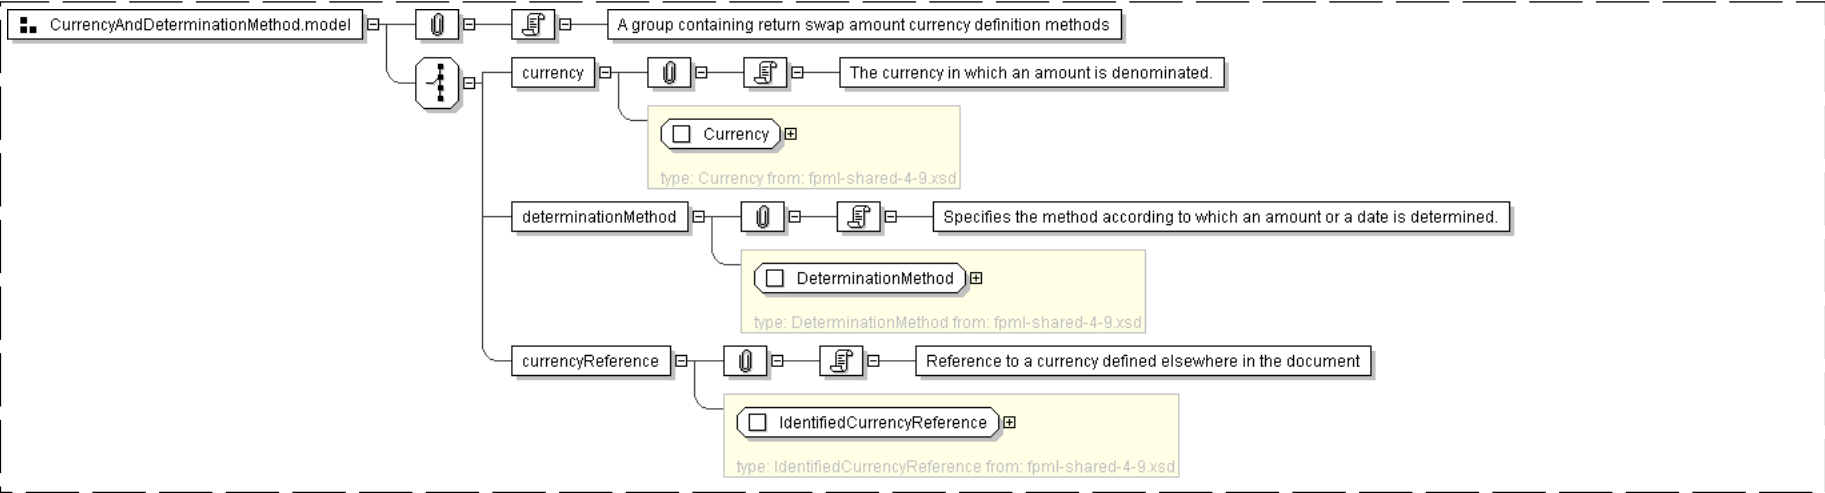 CurrencyAndDeterminationMethod.model
A group containing return swap amount currency definition methods
currency
The currency in which an amount is denominated.
Currency
type: Currency from: fpml-shared-4-9.xsd
determinationMethod
Specifies the method according to which an amount or a date is determined.
DeterminationMethod
type: DeterminationMethod from: fpml-shared-4-9.xsd
currencyReference
Reference to a currency defined elsewhere in the document
IdentifiedCurrencyReference
type: IdentifiedCurrencyReference from: fpml-shared-4-9.xsd